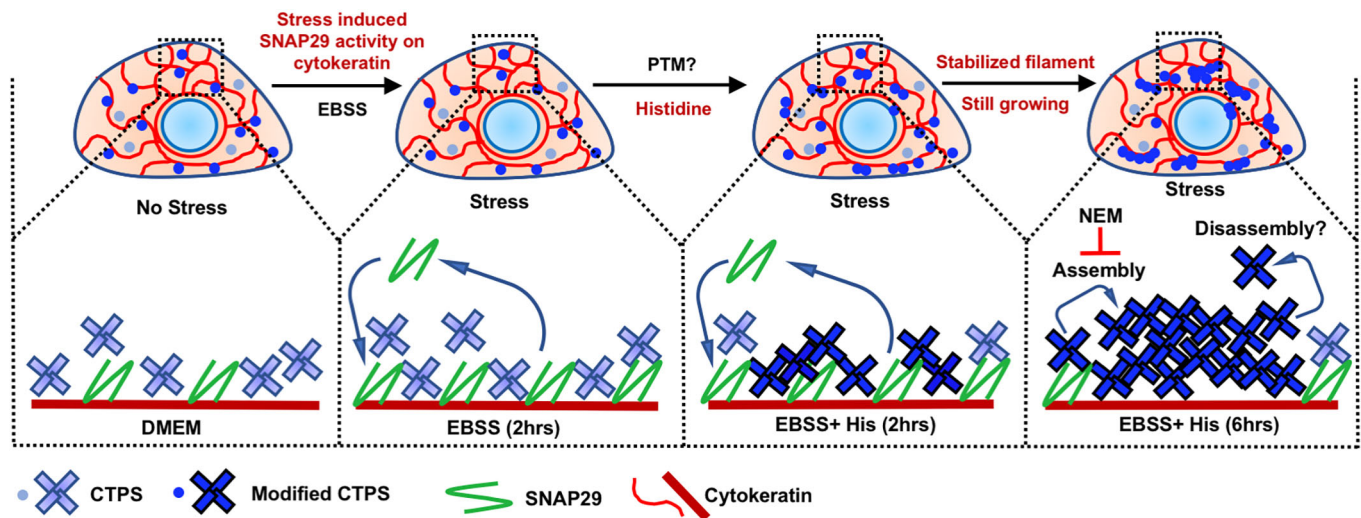 Stress induced
SNAP29 activity on
cytokeratin
EBSS
PTM?
Histidine
Stabilized filament
Still growing
No Stress
Stress
Stress
Stress
NEM
Assembly
Disassembly?
DMEM
EBSS (2hrs)
EBSS+ His (2hrs)
EBSS+ His (6hrs)
CTPS
Modified CTPS
SNAP29
Cytokeratin